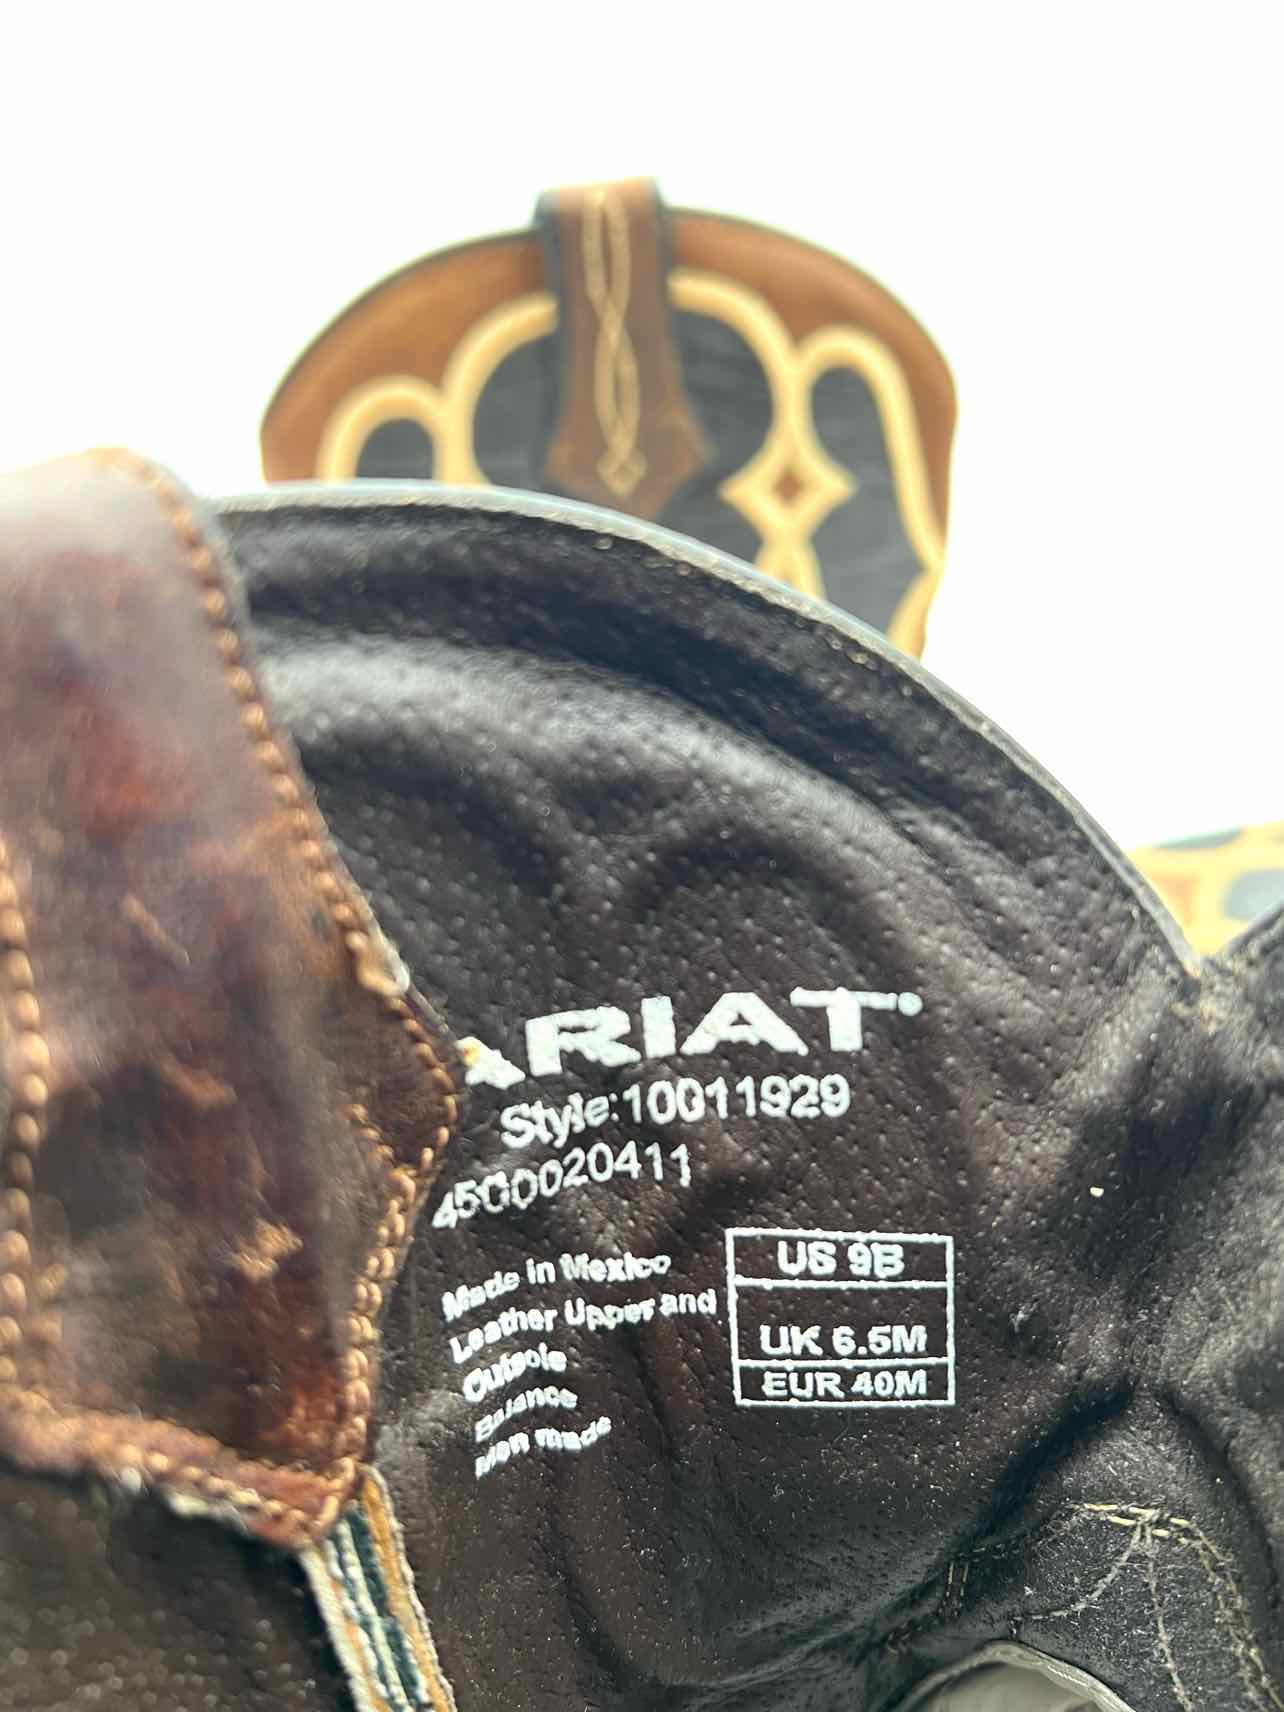 ARIAT
Style:10011929
4500020411
Made in Mexico
Leather Upper and
Outsole
Balance
Man made
US 9B
UK 6.5M
EUR 40M